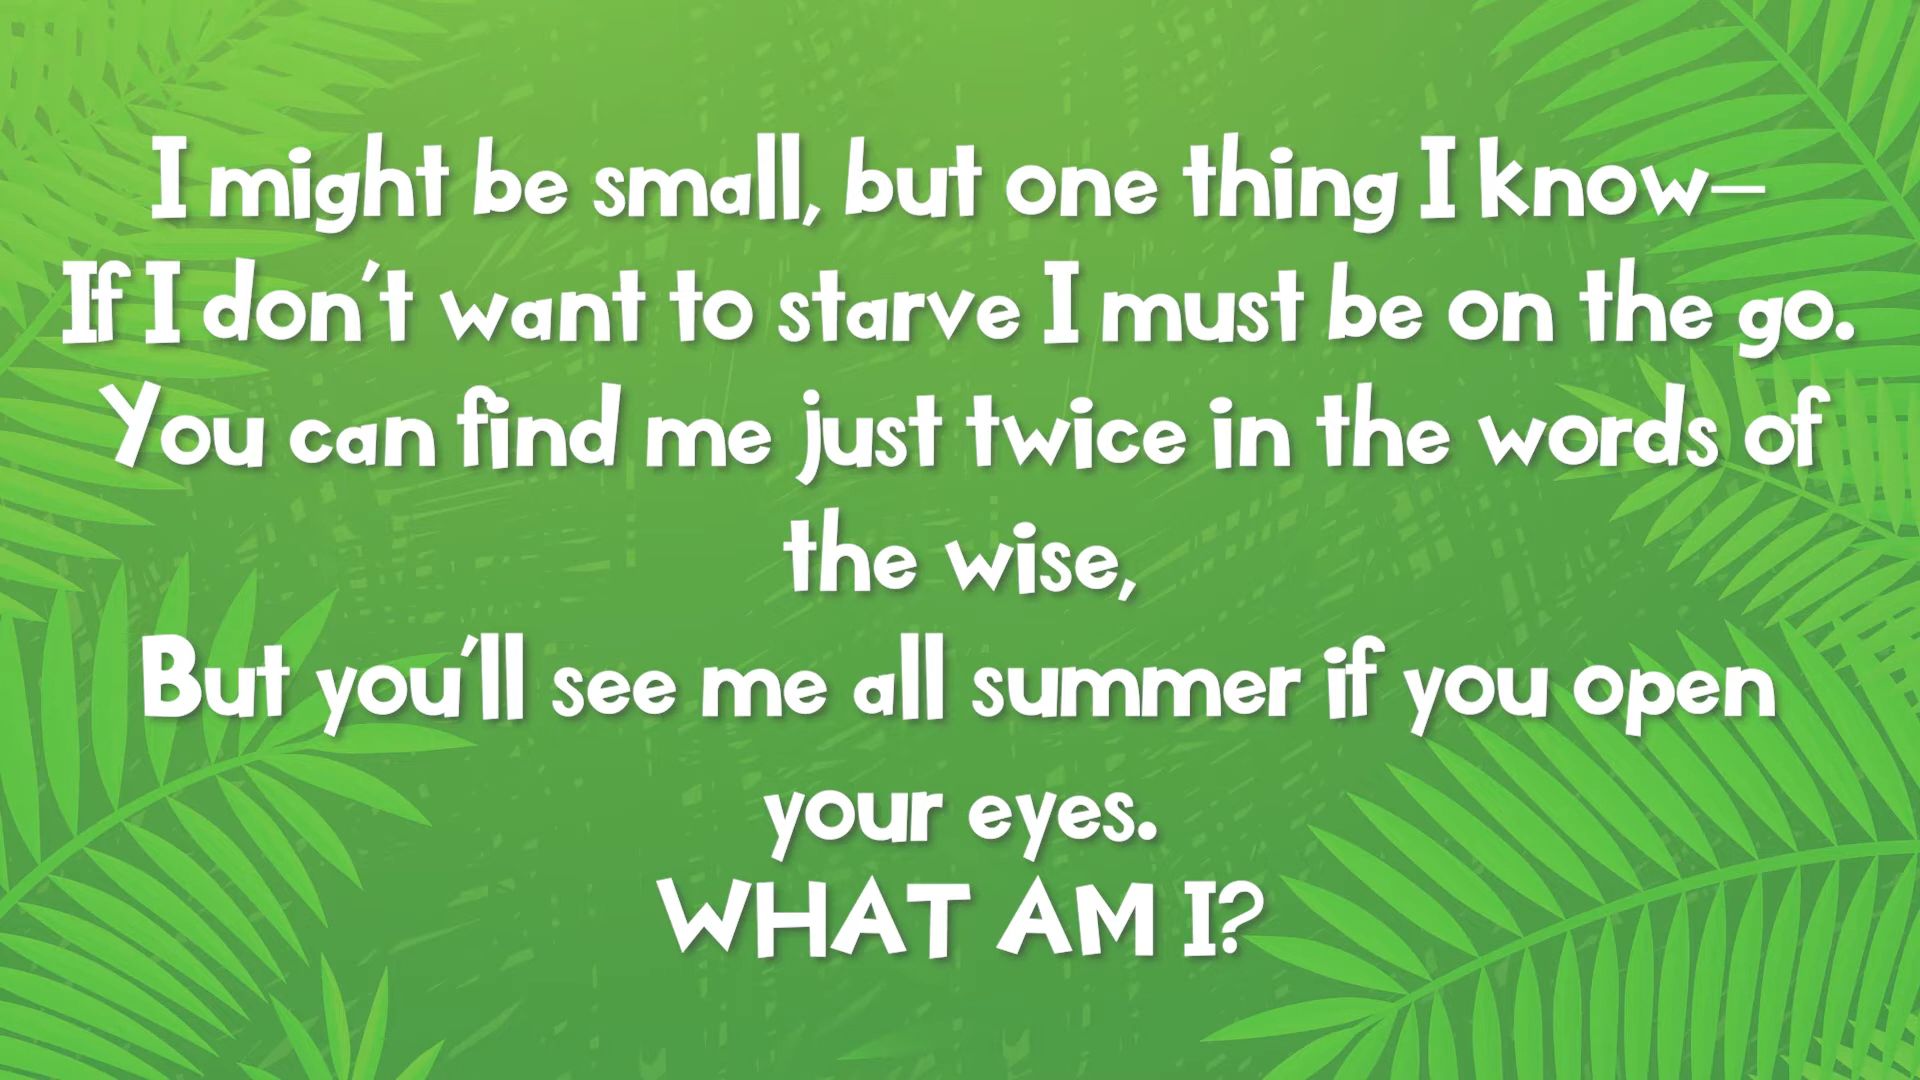 I might be small, but one thing I know–
If I don't want to starve I must be on the go.
You can find me just twice in the words of
the wise,
But you'll see me all summer if you open
your eyes.
WHAT AM I?